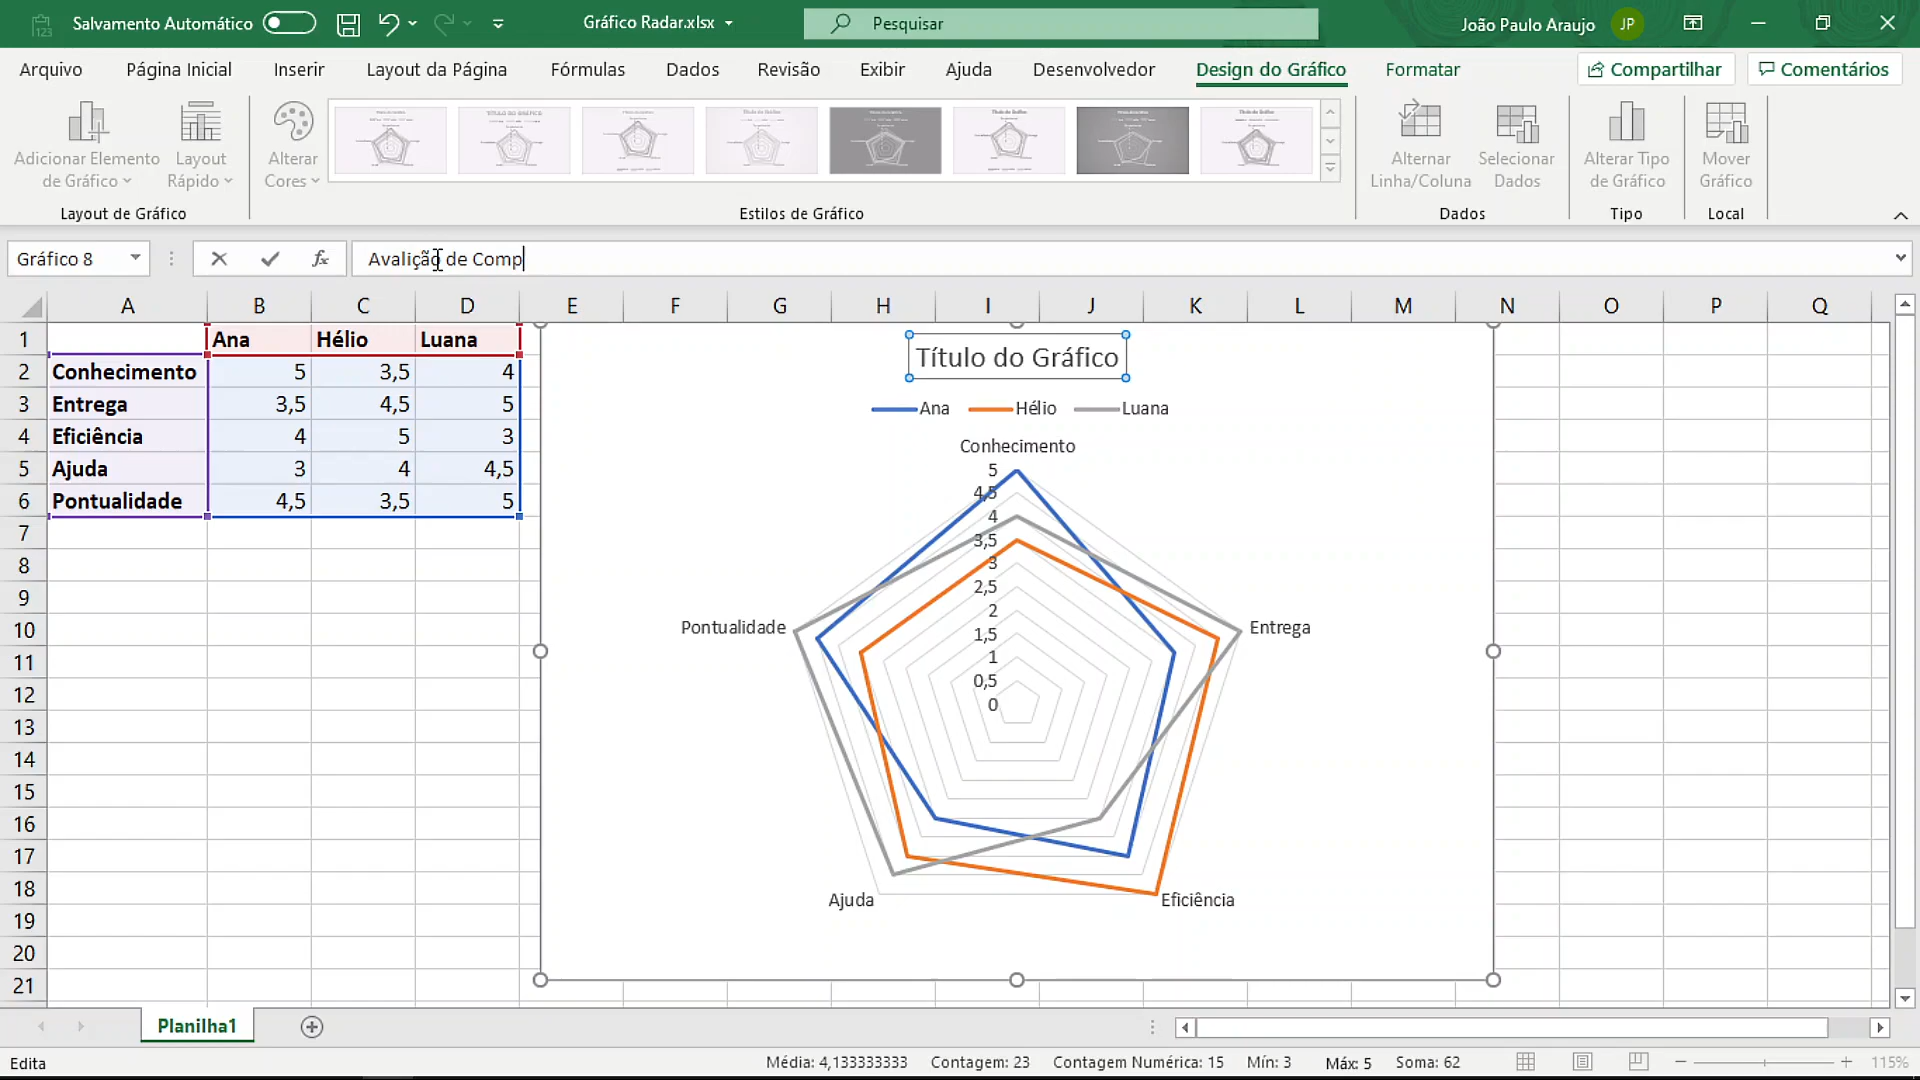 Salvamento Automático
Gráfico Radar.xlsx
Pesquisar
João Paulo Araujo
JP
Arquivo Página Inicial Inserir Layout da Página Fórmulas Dados Revisão Exibir Ajuda Desenvolvedor Design do Gráfico Formatar
Compartilhar
Comentários
Adicionar Elemento de Gráfico
Layout Rápido
Layout de Gráfico
Alterar Cores
Estilos de Gráfico
Alternar Linha/Coluna
Selecionar Dados
Dados
Alterar Tipo de Gráfico
Tipo
Mover Gráfico
Local
Gráfico 8
fx
Avalição de Comp
A B C D E F G H I J K L M N O P Q
1 Ana Hélio Luana
2 Conhecimento 5 3,5 4
3 Entrega 3,5 4,5 5
4 Eficiência 4 5 3
5 Ajuda 3 4 4,5
6 Pontualidade 4,5 3,5 5
7
8
9
10
11
12
13
14
15
16
17
18
19
20
21
Título do Gráfico
Ana Hélio Luana
Conhecimento
5
4,5
4
3,5
3
2,5
2
1,5
1
0,5
0
Pontualidade
Entrega
Ajuda
Eficiência
Planilha1
Edita
Média: 4,133333333 Contagem: 23 Contagem Numérica: 15 Mín: 3 Máx: 5 Soma: 62
115%